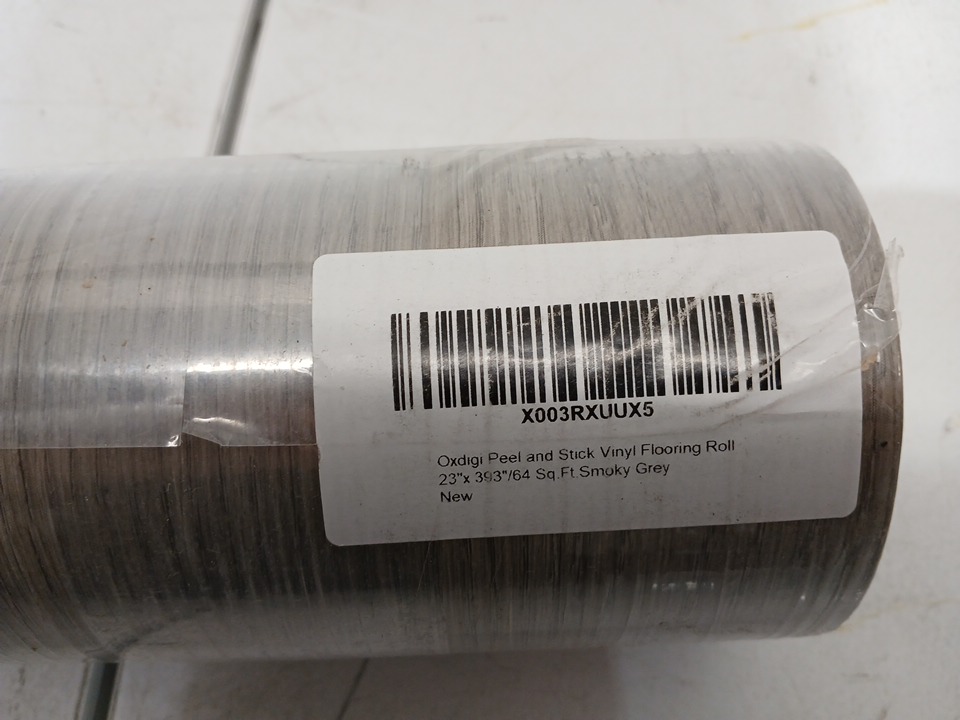 X003RXUUX5
Oxdigi Peel and Stick Vinyl Flooring Roll
23"x 393"/64 Sq.Ft.Smoky Grey
New